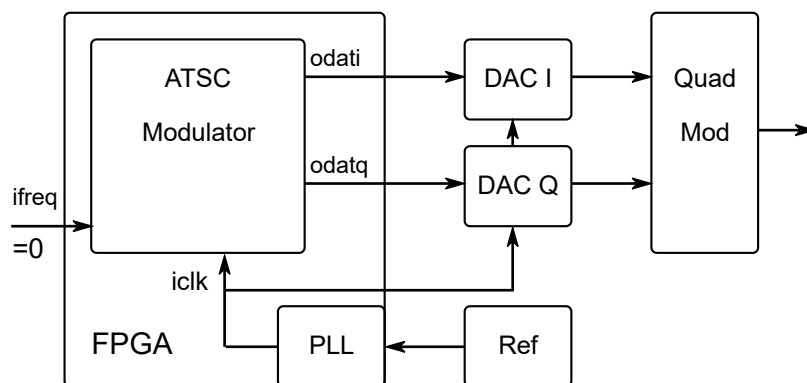 odati
ATSC
Modulator
DAC I
Quad
Mod
odatq
DAC Q
ifreq
=0
iclk
FPGA
PLL
Ref